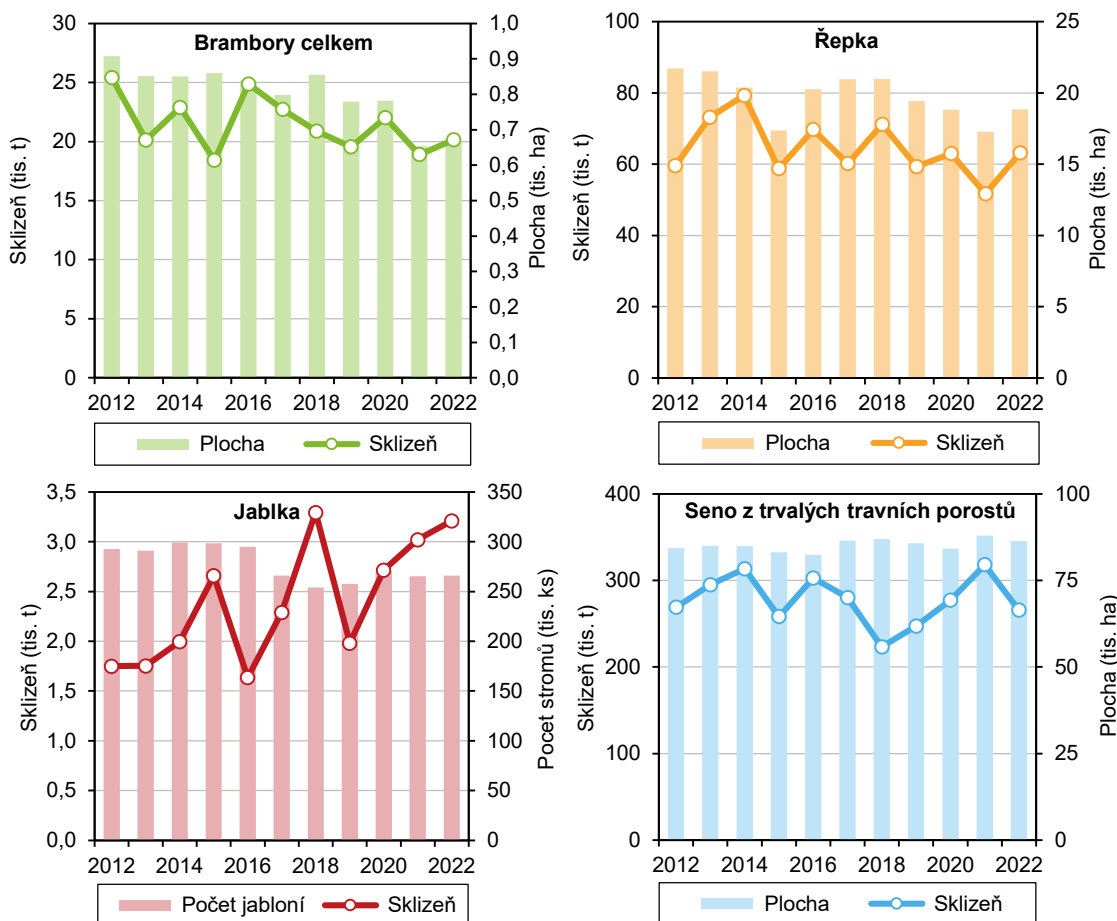 Brambory celkem
Sklizeň (tis. t)
30
25
20
15
10
5
0
Plocha (tis. ha)
1,0
0,9
0,8
0,7
0,6
0,5
0,4
0,3
0,2
0,1
0,0
2012 2014 2016 2018 2020 2022
Plocha Sklizeň
Řepka
Sklizeň (tis. t)
100
80
60
40
20
0
Plocha (tis. ha)
25
20
15
10
5
0
2012 2014 2016 2018 2020 2022
Plocha Sklizeň
Jablka
Sklizeň (tis. t)
3,5
3,0
2,5
2,0
1,5
1,0
0,5
0,0
Pocet stromů (tis. ks)
350
300
250
200
150
100
50
0
2012 2014 2016 2018 2020 2022
Počet jabloní Sklizeň
Seno z trvalých travních porostů
Sklizeň (tis. t)
400
300
200
100
0
Plocha (tis. ha)
100
75
50
25
0
2012 2014 2016 2018 2020 2022
Plocha Sklizeň